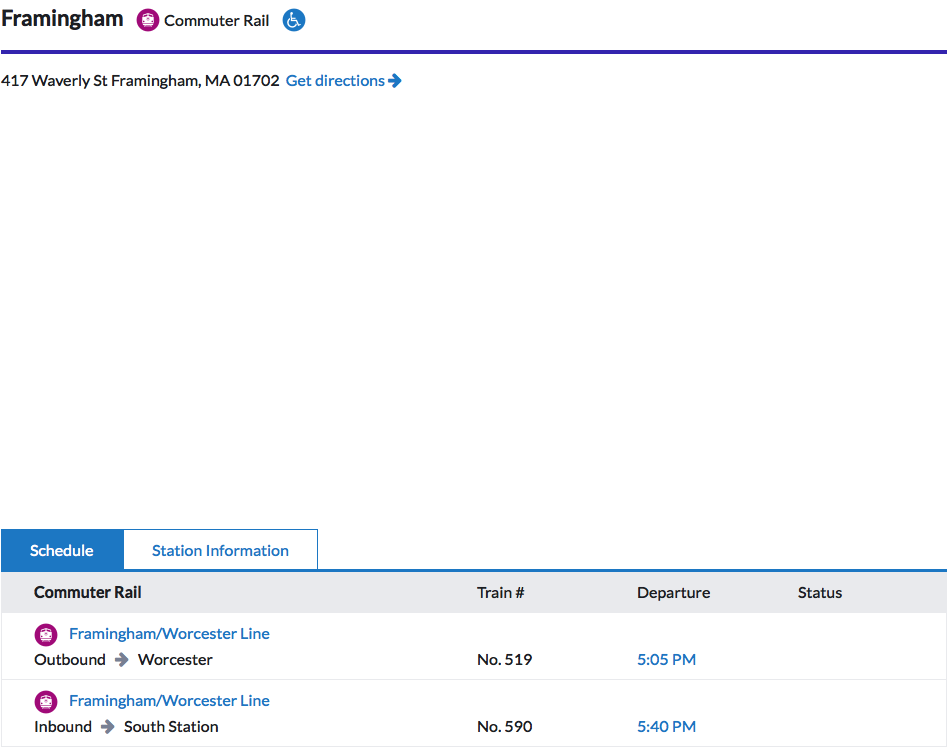 Framingham Commuter Rail
417 Waverly St Framingham, MA 01702 Get directions
Schedule Station Information
Commuter Rail Train # Departure Status
Framingham/Worcester Line
Outbound Worcester No. 519 5:05 PM
Framingham/Worcester Line
Inbound South Station No. 590 5:40 PM